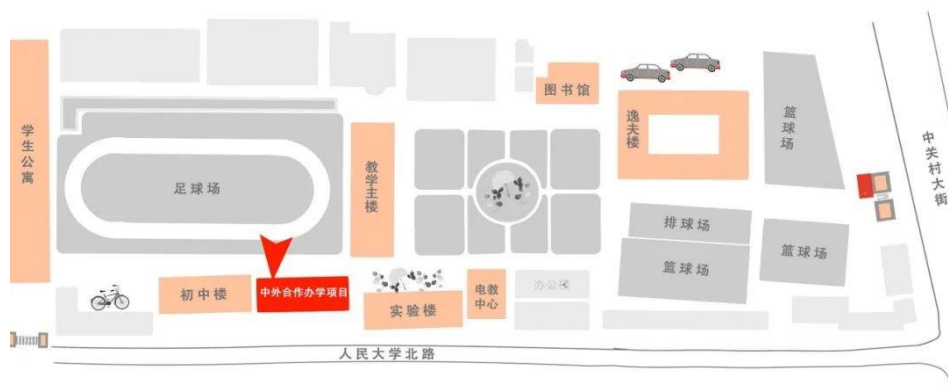 图书馆
学生公寓
逸夫楼
篮球场
中关村大街
教学主楼
足球场
排球场
篮球场
篮球场
初中楼
中外合作办学项目
实验楼
电教
中心
办公楼
人民大学北路